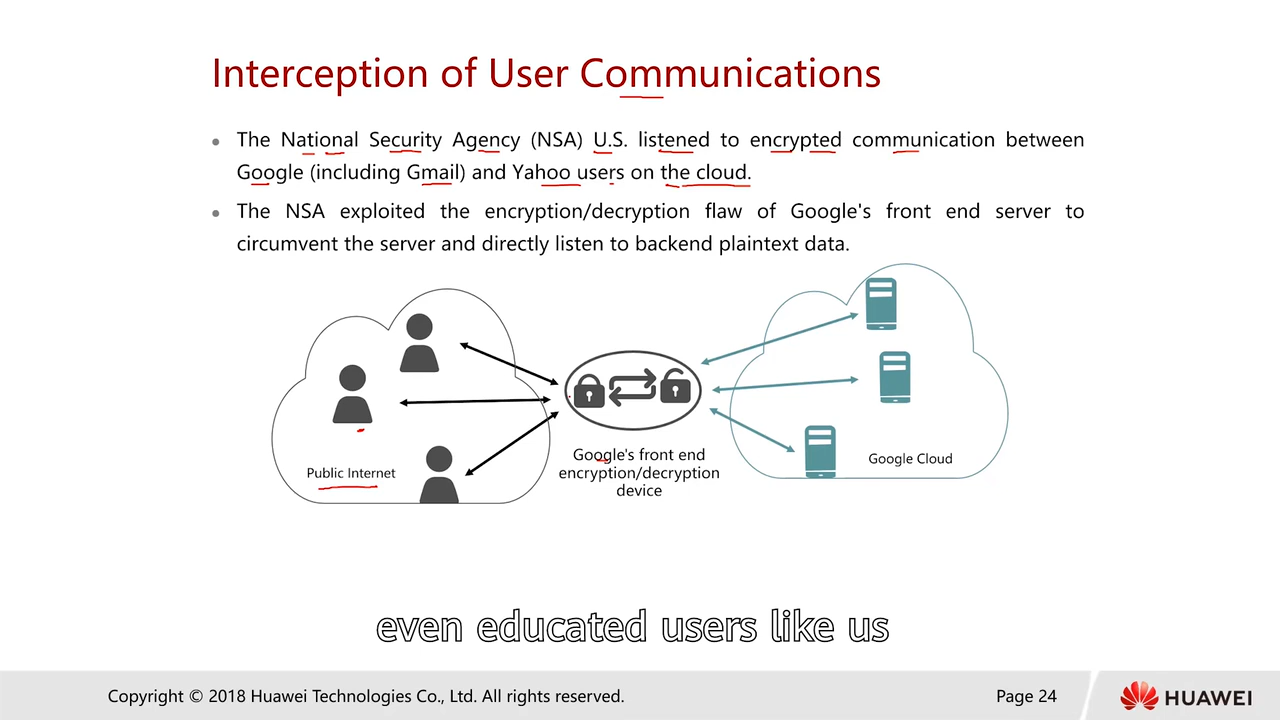 Interception of User Communications
The National Security Agency (NSA) U.S. listened to encrypted communication between
Google (including Gmail) and Yahoo users on the cloud.
The NSA exploited the encryption/decryption flaw of Google's front end server to
circumvent the server and directly listen to backend plaintext data.
Public Internet
Google's front end
encryption/decryption
device
Google Cloud
even educated users like us
Copyright © 2018 Huawei Technologies Co., Ltd. All rights reserved.
Page 24
HUAWEI